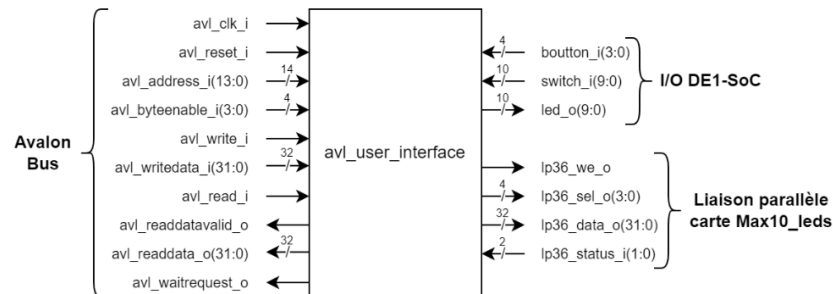 avl_clk_i
avl_reset_i
avl_address_i(13:0)
14
avl_byteenable_i(3:0)
4
avl_write_i
avl_writedata_i(31:0)
32
avl_read_i
avl_readdatavalid_o
avl_readdata_o(31:0)
32
avl_waitrequest_o
Avalon
Bus
avl_user_interface
4
boutton_i(3:0)
10
switch_i(9:0)
10
led_o(9:0)
I/O DE1-SoC
lp36_we_o
4
lp36_sel_o(3:0)
32
lp36_data_o(31:0)
2
lp36_status_i(1:0)
Liaison parallèle
carte Max10_leds